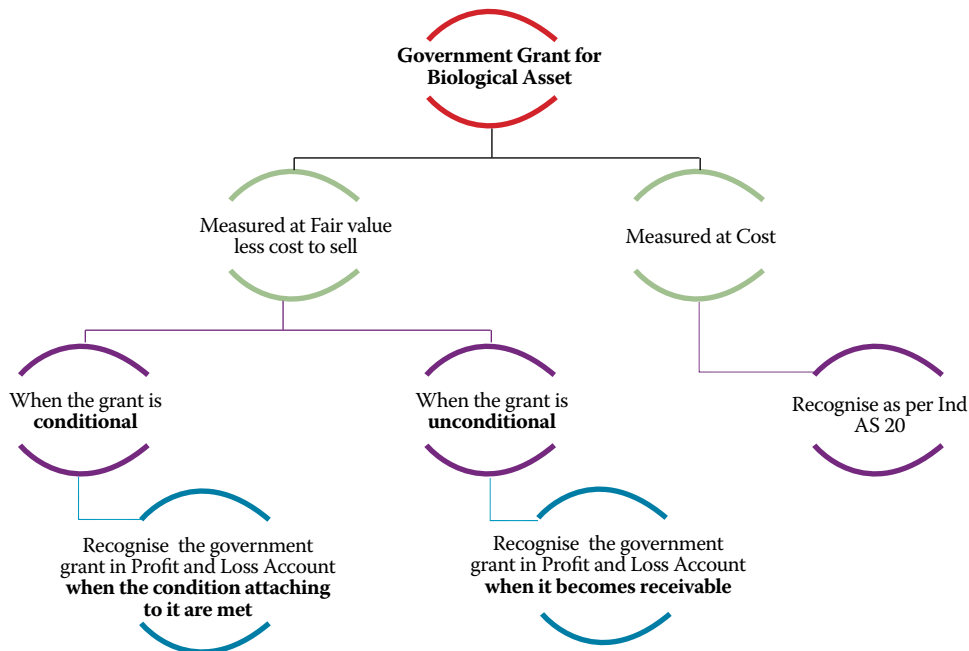 Government Grant for
Biological Asset
Measured at Fair value
less cost to sell
Measured at Cost
When the grant is
conditional
When the grant is
unconditional
Recognise as per Ind
AS 20
Recognise the government
grant in Profit and Loss Account
when the condition attaching
to it are met
Recognise the government
grant in Profit and Loss Account
when it becomes receivable